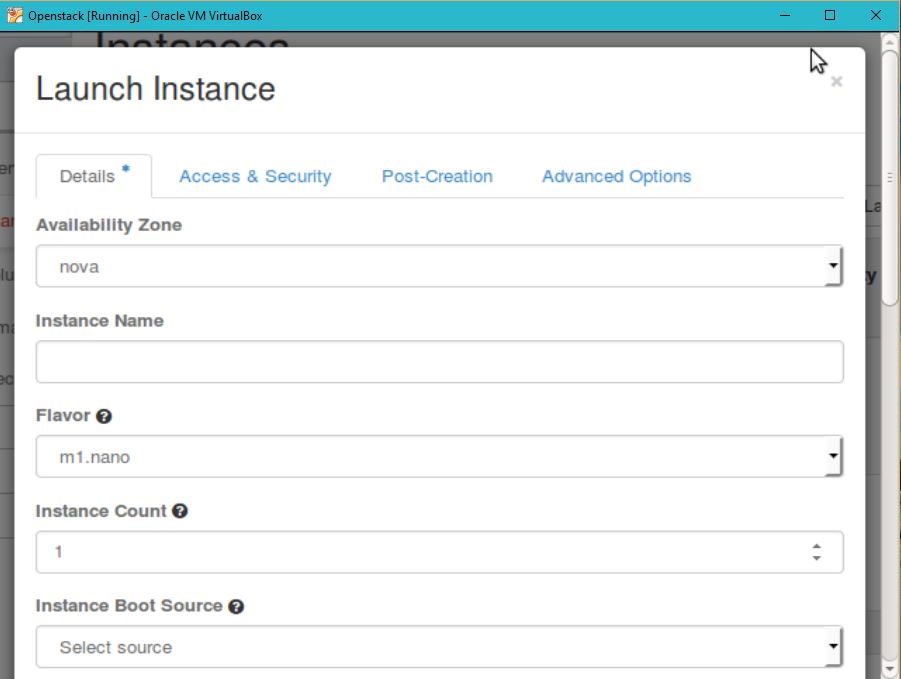 Openstack [Running] - Oracle VM VirtualBox
Instances
Launch Instance
×
Details *
Access & Security
Post-Creation
Advanced Options
Availability Zone
nova
Instance Name
Flavor ?
m1.nano
Instance Count ?
1
Instance Boot Source ?
Select source